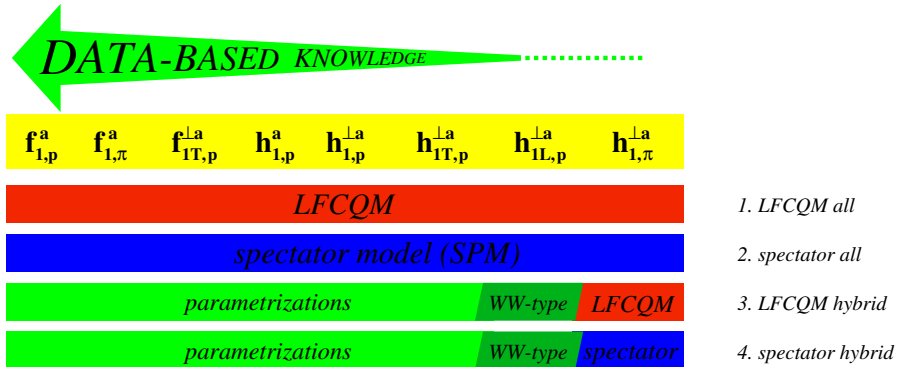 DATA-BASED KNOWLEDGE
f^a_{1,p} f^a_{1,π} f^{⊥a}_{1T,p} h^a_{1,p} h^{⊥a}_{1,p} h^{⊥a}_{1T,p} h^{⊥a}_{1L,p} h^{⊥a}_{1,π}
LFCQM 1. LFCQM all
spectator model (SPM) 2. spectator all
parametrizations WW-type LFCQM 3. LFCQM hybrid
parametrizations WW-type spectator 4. spectator hybrid